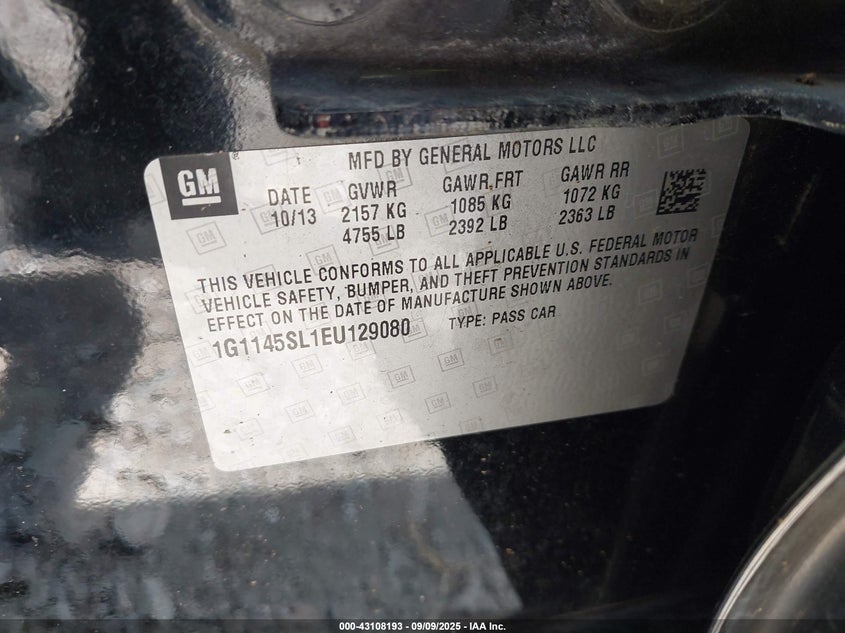 GM
MFD BY GENERAL MOTORS LLC
DATE GVWR GAWR FRT GAWR RR
10/13 2157 KG 1085 KG 1072 KG
4755 LB 2392 LB 2363 LB
THIS VEHICLE CONFORMS TO ALL APPLICABLE U.S. FEDERAL MOTOR
VEHICLE SAFETY, BUMPER, AND THEFT PREVENTION STANDARDS IN
EFFECT ON THE DATE OF MANUFACTURE SHOWN ABOVE.
1G1145SL1EU129080 TYPE: PASS CAR
000-43108193 - 09/09/2025 - IAA Inc.